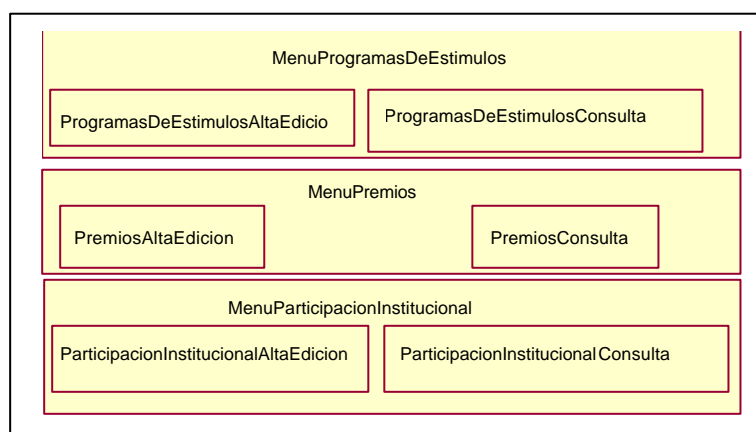 MenuProgramasDeEstimulos
ProgramasDeEstimulosAltaEdicio
ProgramasDeEstimulosConsulta
MenuPremios
PremiosAltaEdicion
PremiosConsulta
MenuParticipacionInstitucional
ParticipacionInstitucionalAltaEdicion
ParticipacionInstitucionalConsulta